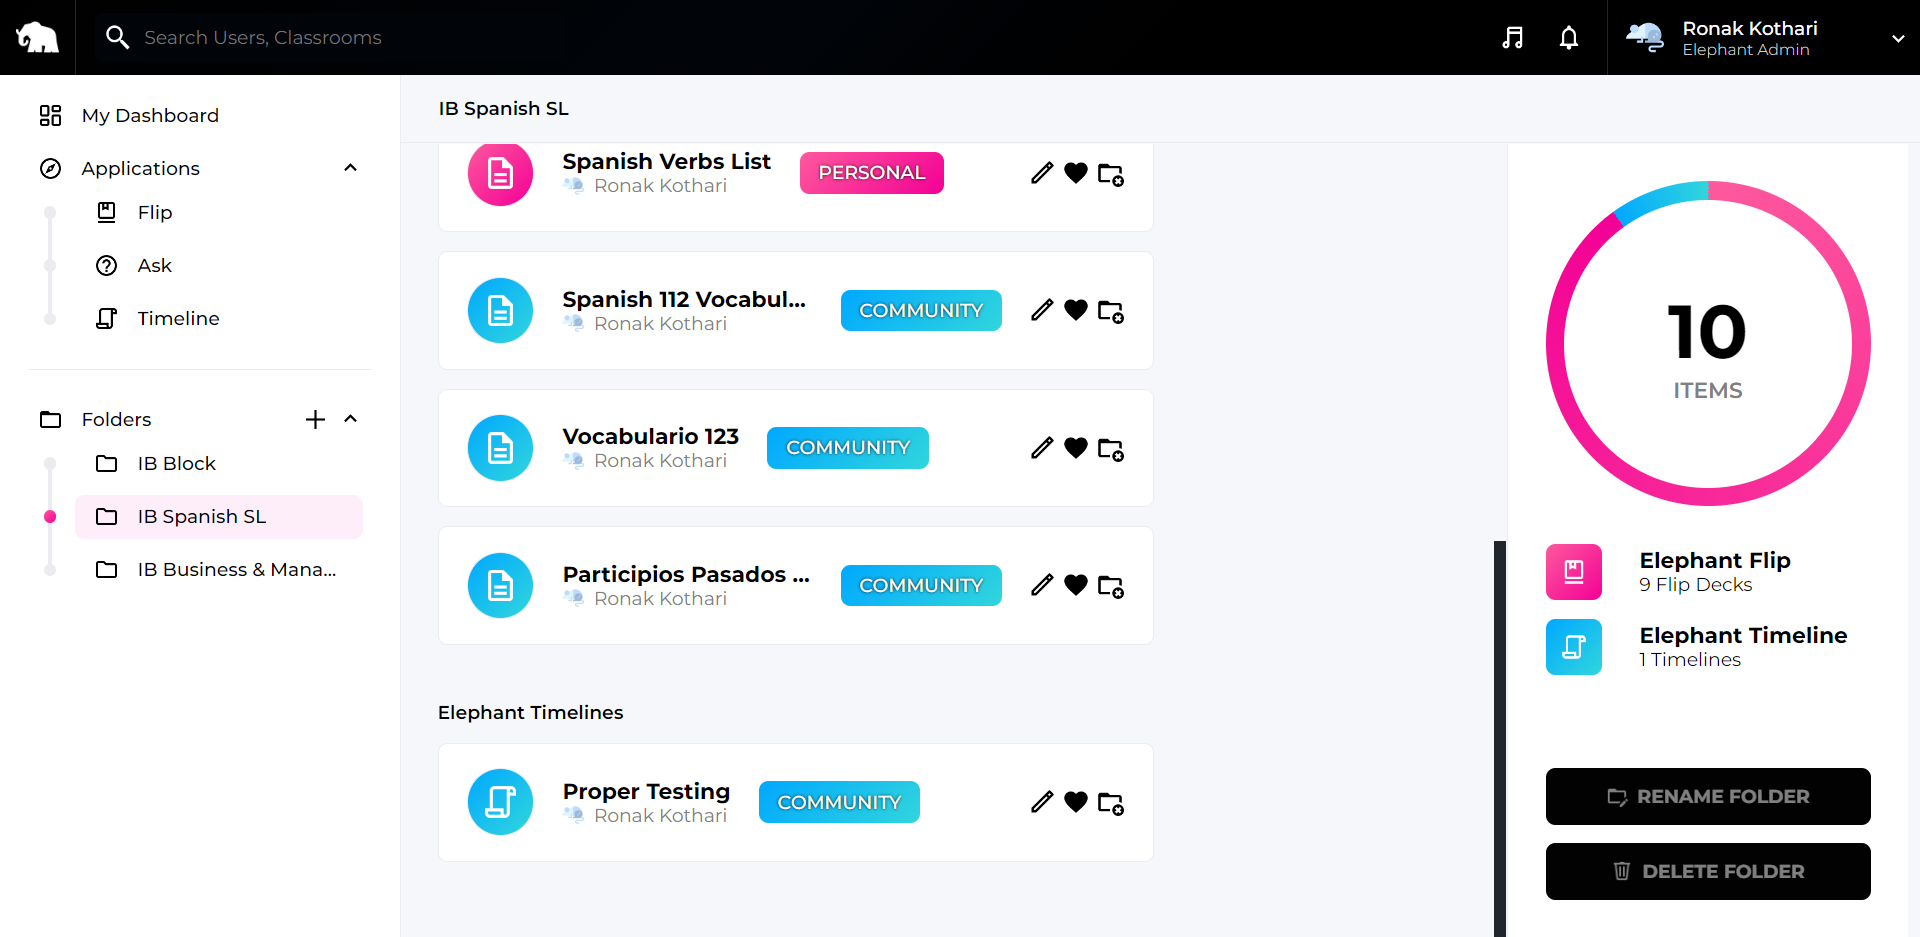 Search Users, Classrooms
Ronak Kothari
Elephant Admin
My Dashboard
Applications
Flip
Ask
Timeline
Folders
IB Block
IB Spanish SL
IB Business & Mana...
IB Spanish SL
Spanish Verbs List
Ronak Kothari
PERSONAL
Spanish 112 Vocabul...
Ronak Kothari
COMMUNITY
Vocabulario 123
Ronak Kothari
COMMUNITY
Participios Pasados ...
Ronak Kothari
COMMUNITY
Elephant Timelines
Proper Testing
Ronak Kothari
COMMUNITY
10
ITEMS
Elephant Flip
9 Flip Decks
Elephant Timeline
1 Timelines
RENAME FOLDER
DELETE FOLDER